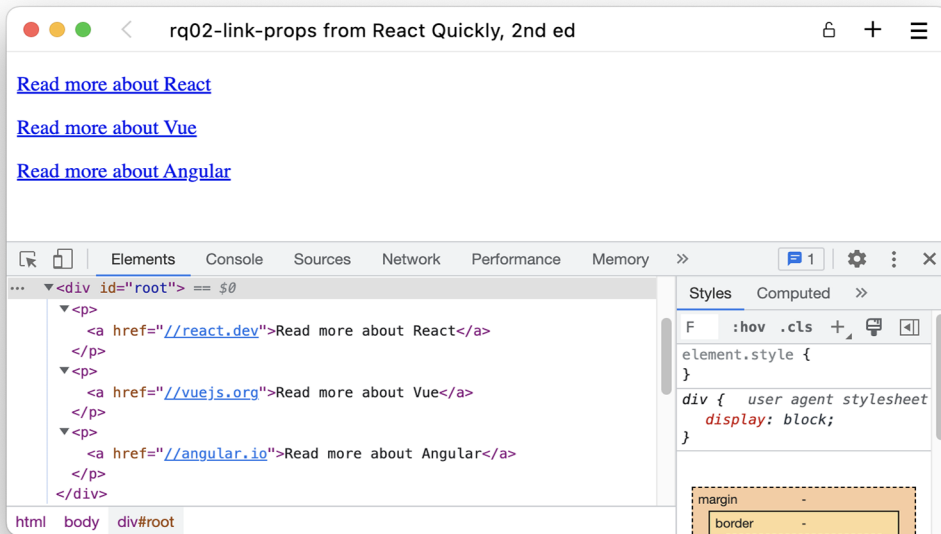 rq02-link-props from React Quickly, 2nd ed
Read more about React
Read more about Vue
Read more about Angular
Elements Console Sources Network Performance Memory » 1
<div id="root"> == $0
<p>
<a href="//react.dev">Read more about React</a>
</p>
<p>
<a href="//vuejs.org">Read more about Vue</a>
</p>
<p>
<a href="//angular.io">Read more about Angular</a>
</p>
</div>
html body div#root
Styles Computed »
F :hov .cls +
element.style {
}
div { user agent stylesheet
display: block;
}
margin -
border -